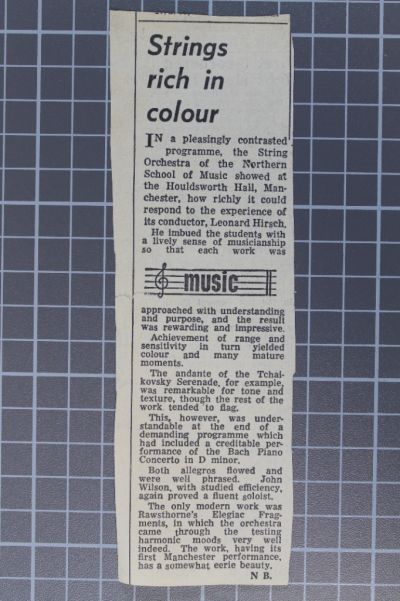 Strings
rich in
colour
IN a pleasingly contrasted
programme, the String
Orchestra of the Northern
School of Music showed at
the Houldsworth Hall, Man-
chester, how richly it could
respond to the experience of
its conductor, Leonard Hirsch.
He imbued the students with
a lively sense of musicianship
so that each work was
music
approached with understanding
and purpose, and the result
was rewarding and impressive.
Achievement of range and
sensitivity in turn yielded
colour and many mature
moments.
The andante of the Tchai-
kovsky Serenade, for example,
was remarkable for tone and
texture, though the rest of the
work tended to flag.
This, however, was under-
standable at the end of a
demanding programme which
had included a creditable per-
formance of the Bach Piano
Concerto in D minor.
Both allegros flowed and
were well phrased. John
Wilson, with studied efficiency,
again proved a fluent soloist.
The only modern work was
Rawsthorne's Elegiac Frag-
ments, in which the orchestra
came through the testing
harmonic moods very well
indeed. The work, having its
first Manchester performance,
has a somewhat eerie beauty.
N B.